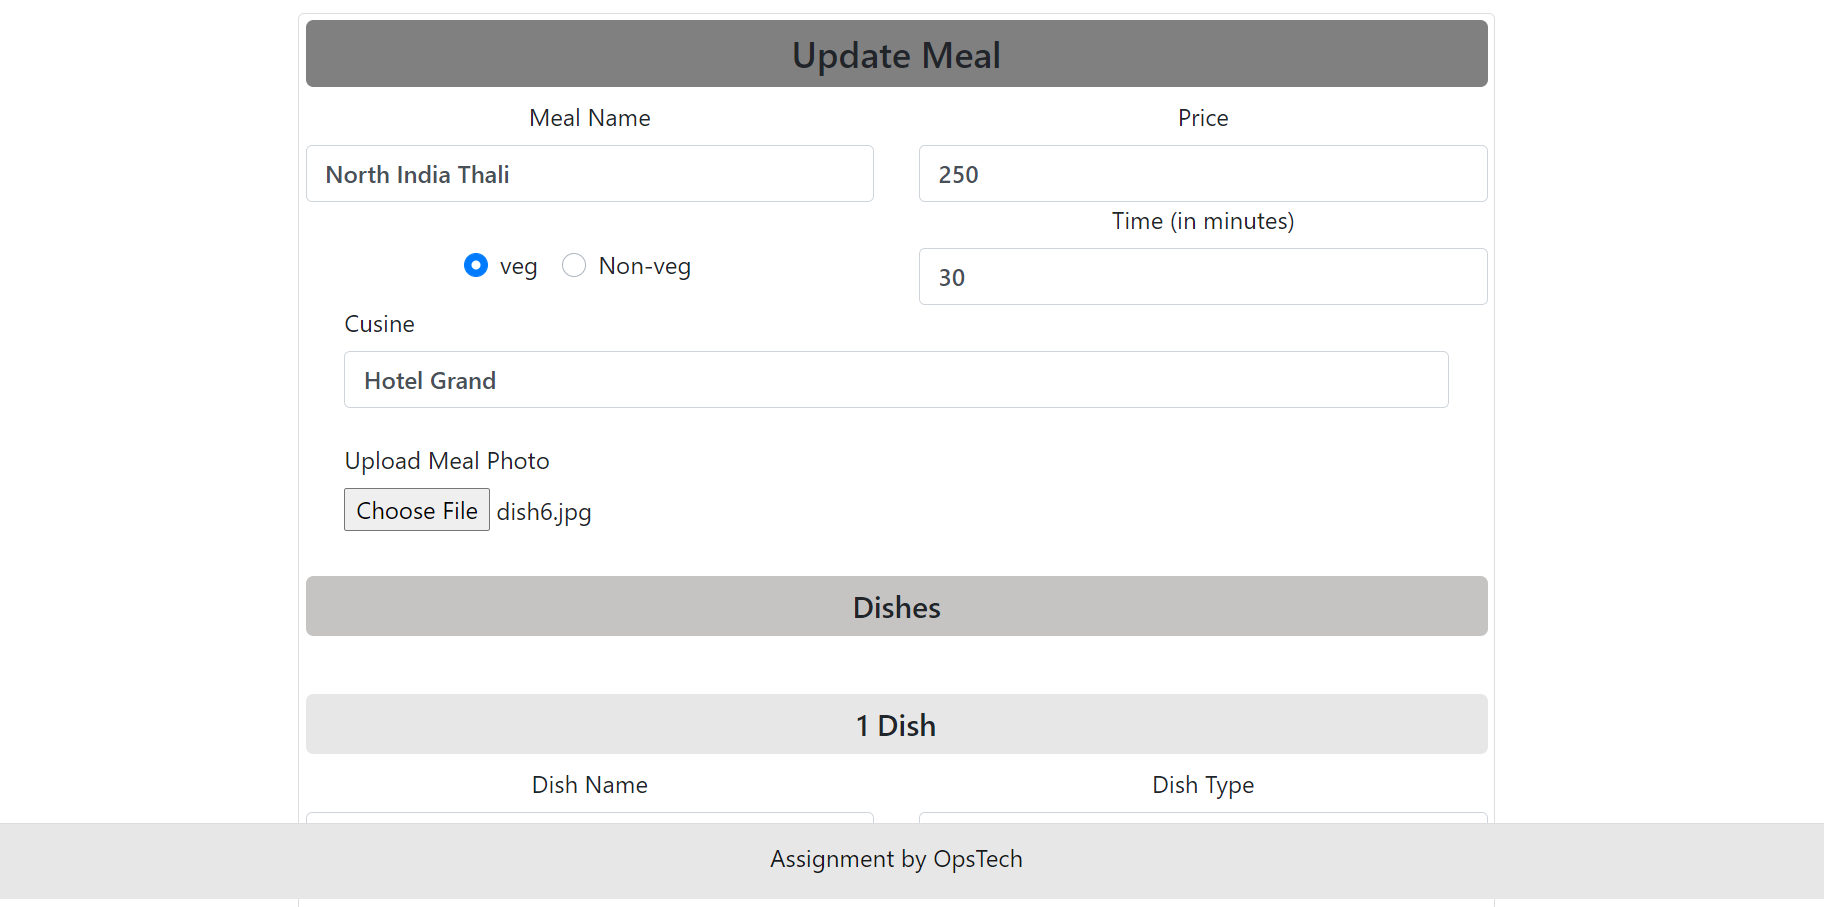 Update Meal
Meal Name
Price
North India Thali
250
Time (in minutes)
veg Non-veg
30
Cusine
Hotel Grand
Upload Meal Photo
Choose File dish6.jpg
Dishes
1 Dish
Dish Name
Dish Type
Assignment by OpsTech